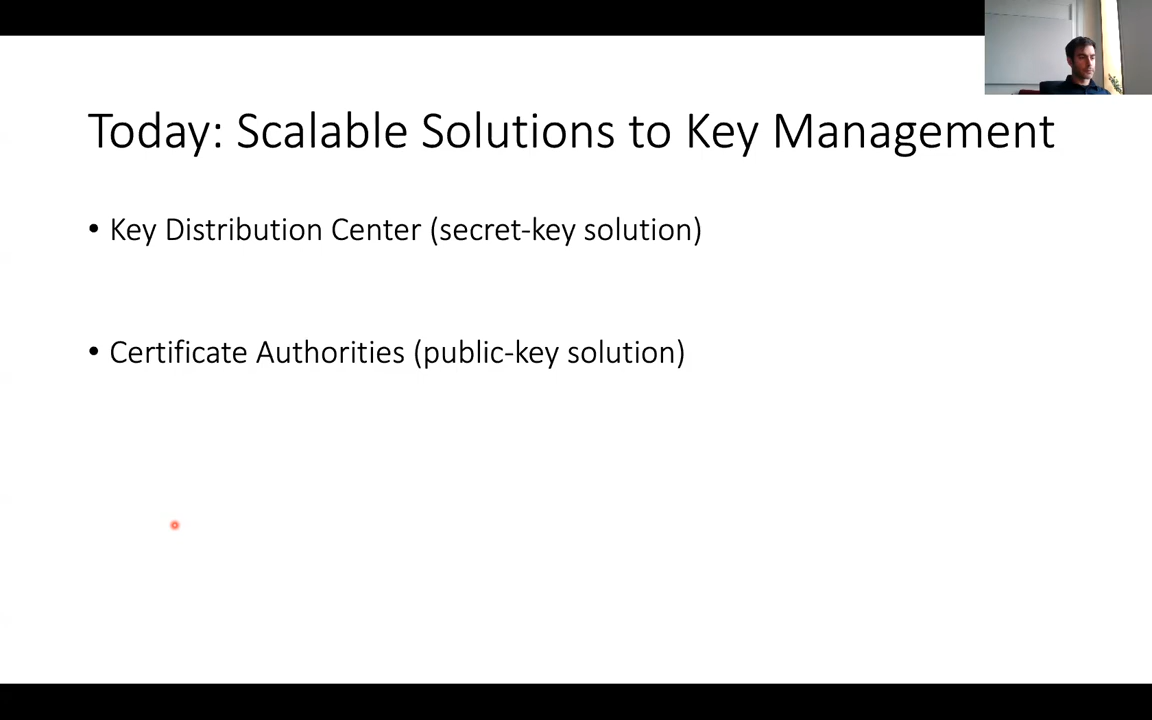 Today: Scalable Solutions to Key Management
• Key Distribution Center (secret-key solution)
• Certificate Authorities (public-key solution)